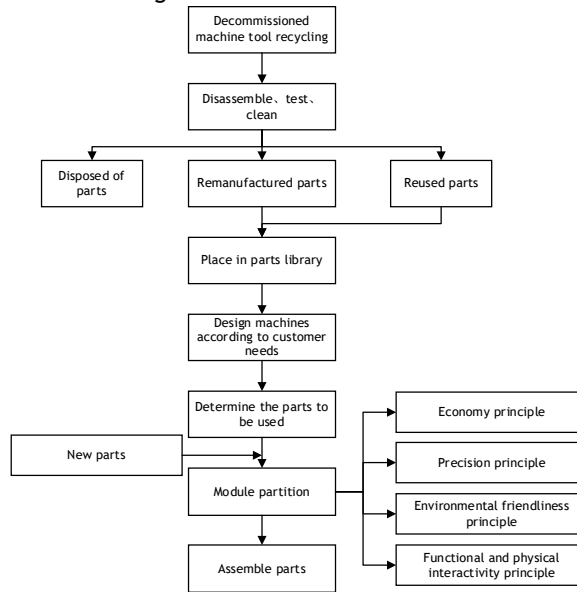 Decommissioned
machine tool recycling
Disassemble、test、
clean
Disposed of
parts
Remanufactured parts
Reused parts
Place in parts library
Design machines
according to customer
needs
Determine the parts to
be used
New parts
Module partition
Assemble parts
Economy principle
Precision principle
Environmental friendliness
principle
Functional and physical
interactivity principle